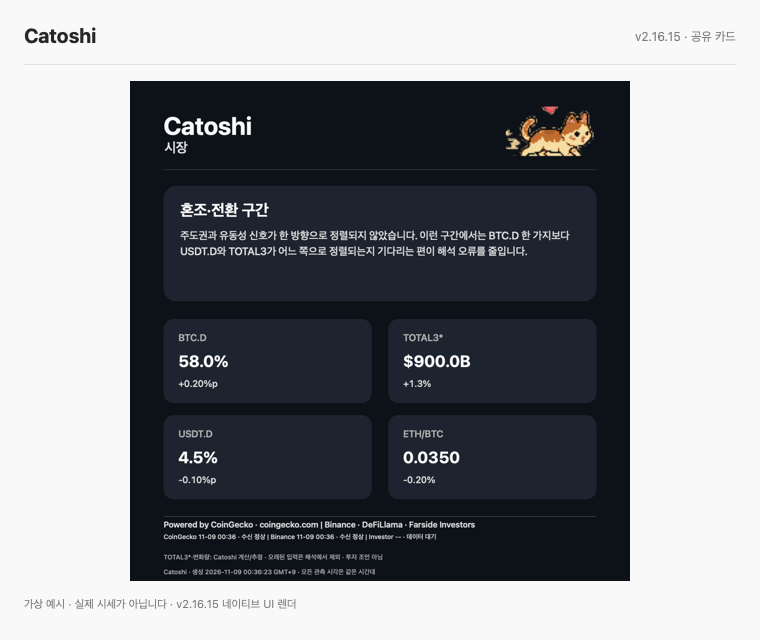 Catoshi
v2.16.15 · 공유 카드
Catoshi
시장
혼조·전환 구간
주도권과 유동성 신호가 한 방향으로 정렬되지 않았습니다. 이런 구간에서는 BTC.D 한 가지보다
USDT.D와 TOTAL3가 어느 쪽으로 정렬되는지 기다리는 편이 해석 오류를 줄입니다.
BTC.D
58.0%
+0.20%p
TOTAL3*
$900.0B
+1.3%
USDT.D
4.5%
-0.10%p
ETH/BTC
0.0350
-0.20%
Powered by CoinGecko · coingecko.com | Binance · DeFiLlama · Farside Investors
CoinGecko 11-09 00:36 · 수신 정상 | Binance 11-09 00:36 · 수신 정상 | Investor -- · 데이터 대기
TOTAL3*·변화량: Catoshi 계산/추정 · 오래된 입력은 해석에서 제외 · 투자 조언 아님
Catoshi · 생성 2026-11-09 00:36:23 GMT+9 · 모든 관측 시각은 같은 시간대
가상 예시 · 실제 시세가 아닙니다 · v2.16.15 네이티브 UI 렌더